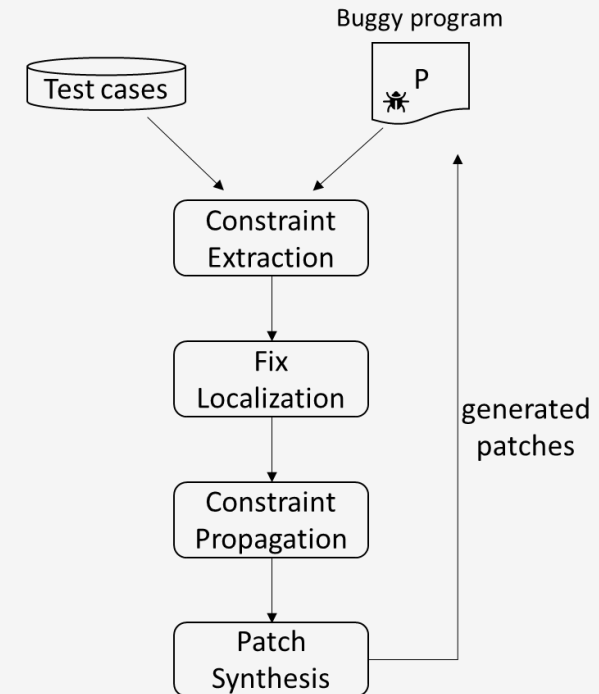 Buggy program
Test cases
P
Constraint
Extraction
Fix
Localization
generated
patches
Constraint
Propagation
Patch
Synthesis